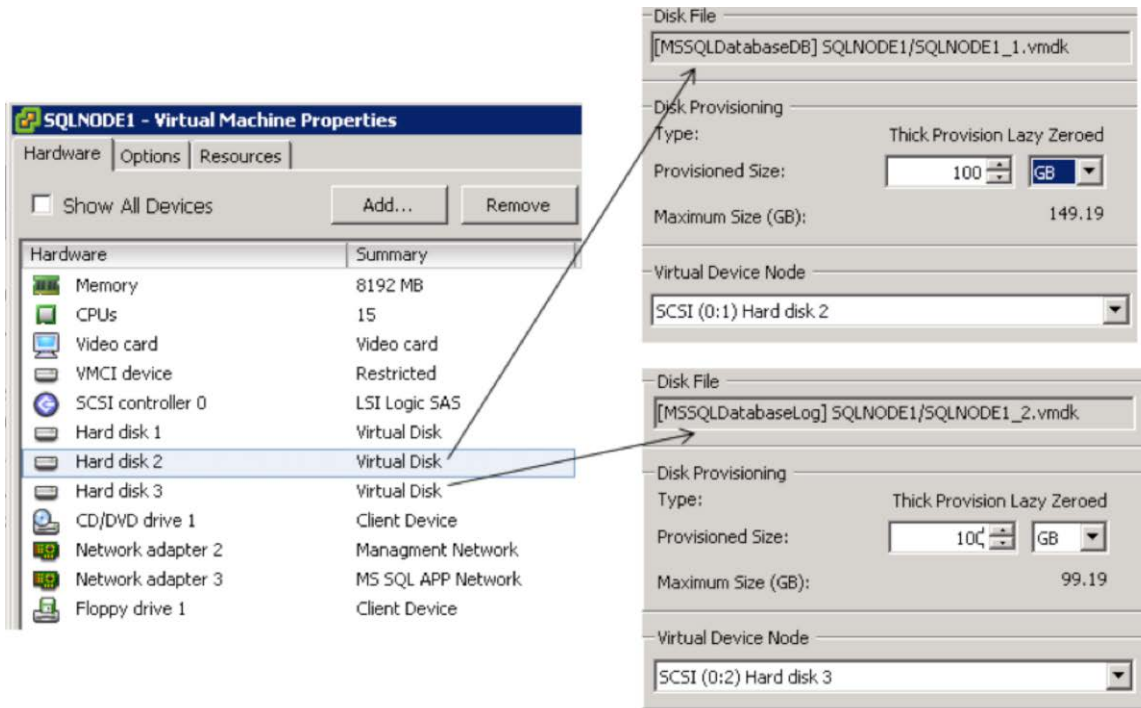 SQLNODE1 - Virtual Machine Properties
Hardware Options Resources
Show All Devices Add... Remove
Hardware Summary
Memory 8192 MB
CPUs 15
Video card Video card
VMCI device Restricted
SCSI controller 0 LSI Logic SAS
Hard disk 1 Virtual Disk
Hard disk 2 Virtual Disk
Hard disk 3 Virtual Disk
CD/DVD drive 1 Client Device
Network adapter 2 Managment Network
Network adapter 3 MS SQL APP Network
Floppy drive 1 Client Device
Disk File
[MSSQLDatabaseDB] SQLNODE1/SQLNODE1_1.vmdk
Disk Provisioning
Type: Thick Provision Lazy Zeroed
Provisioned Size: 100 GB
Maximum Size (GB): 149.19
Virtual Device Node
SCSI (0:1) Hard disk 2
Disk File
[MSSQLDatabaseLog] SQLNODE1/SQLNODE1_2.vmdk
Disk Provisioning
Type: Thick Provision Lazy Zeroed
Provisioned Size: 100 GB
Maximum Size (GB): 99.19
Virtual Device Node
SCSI (0:2) Hard disk 3